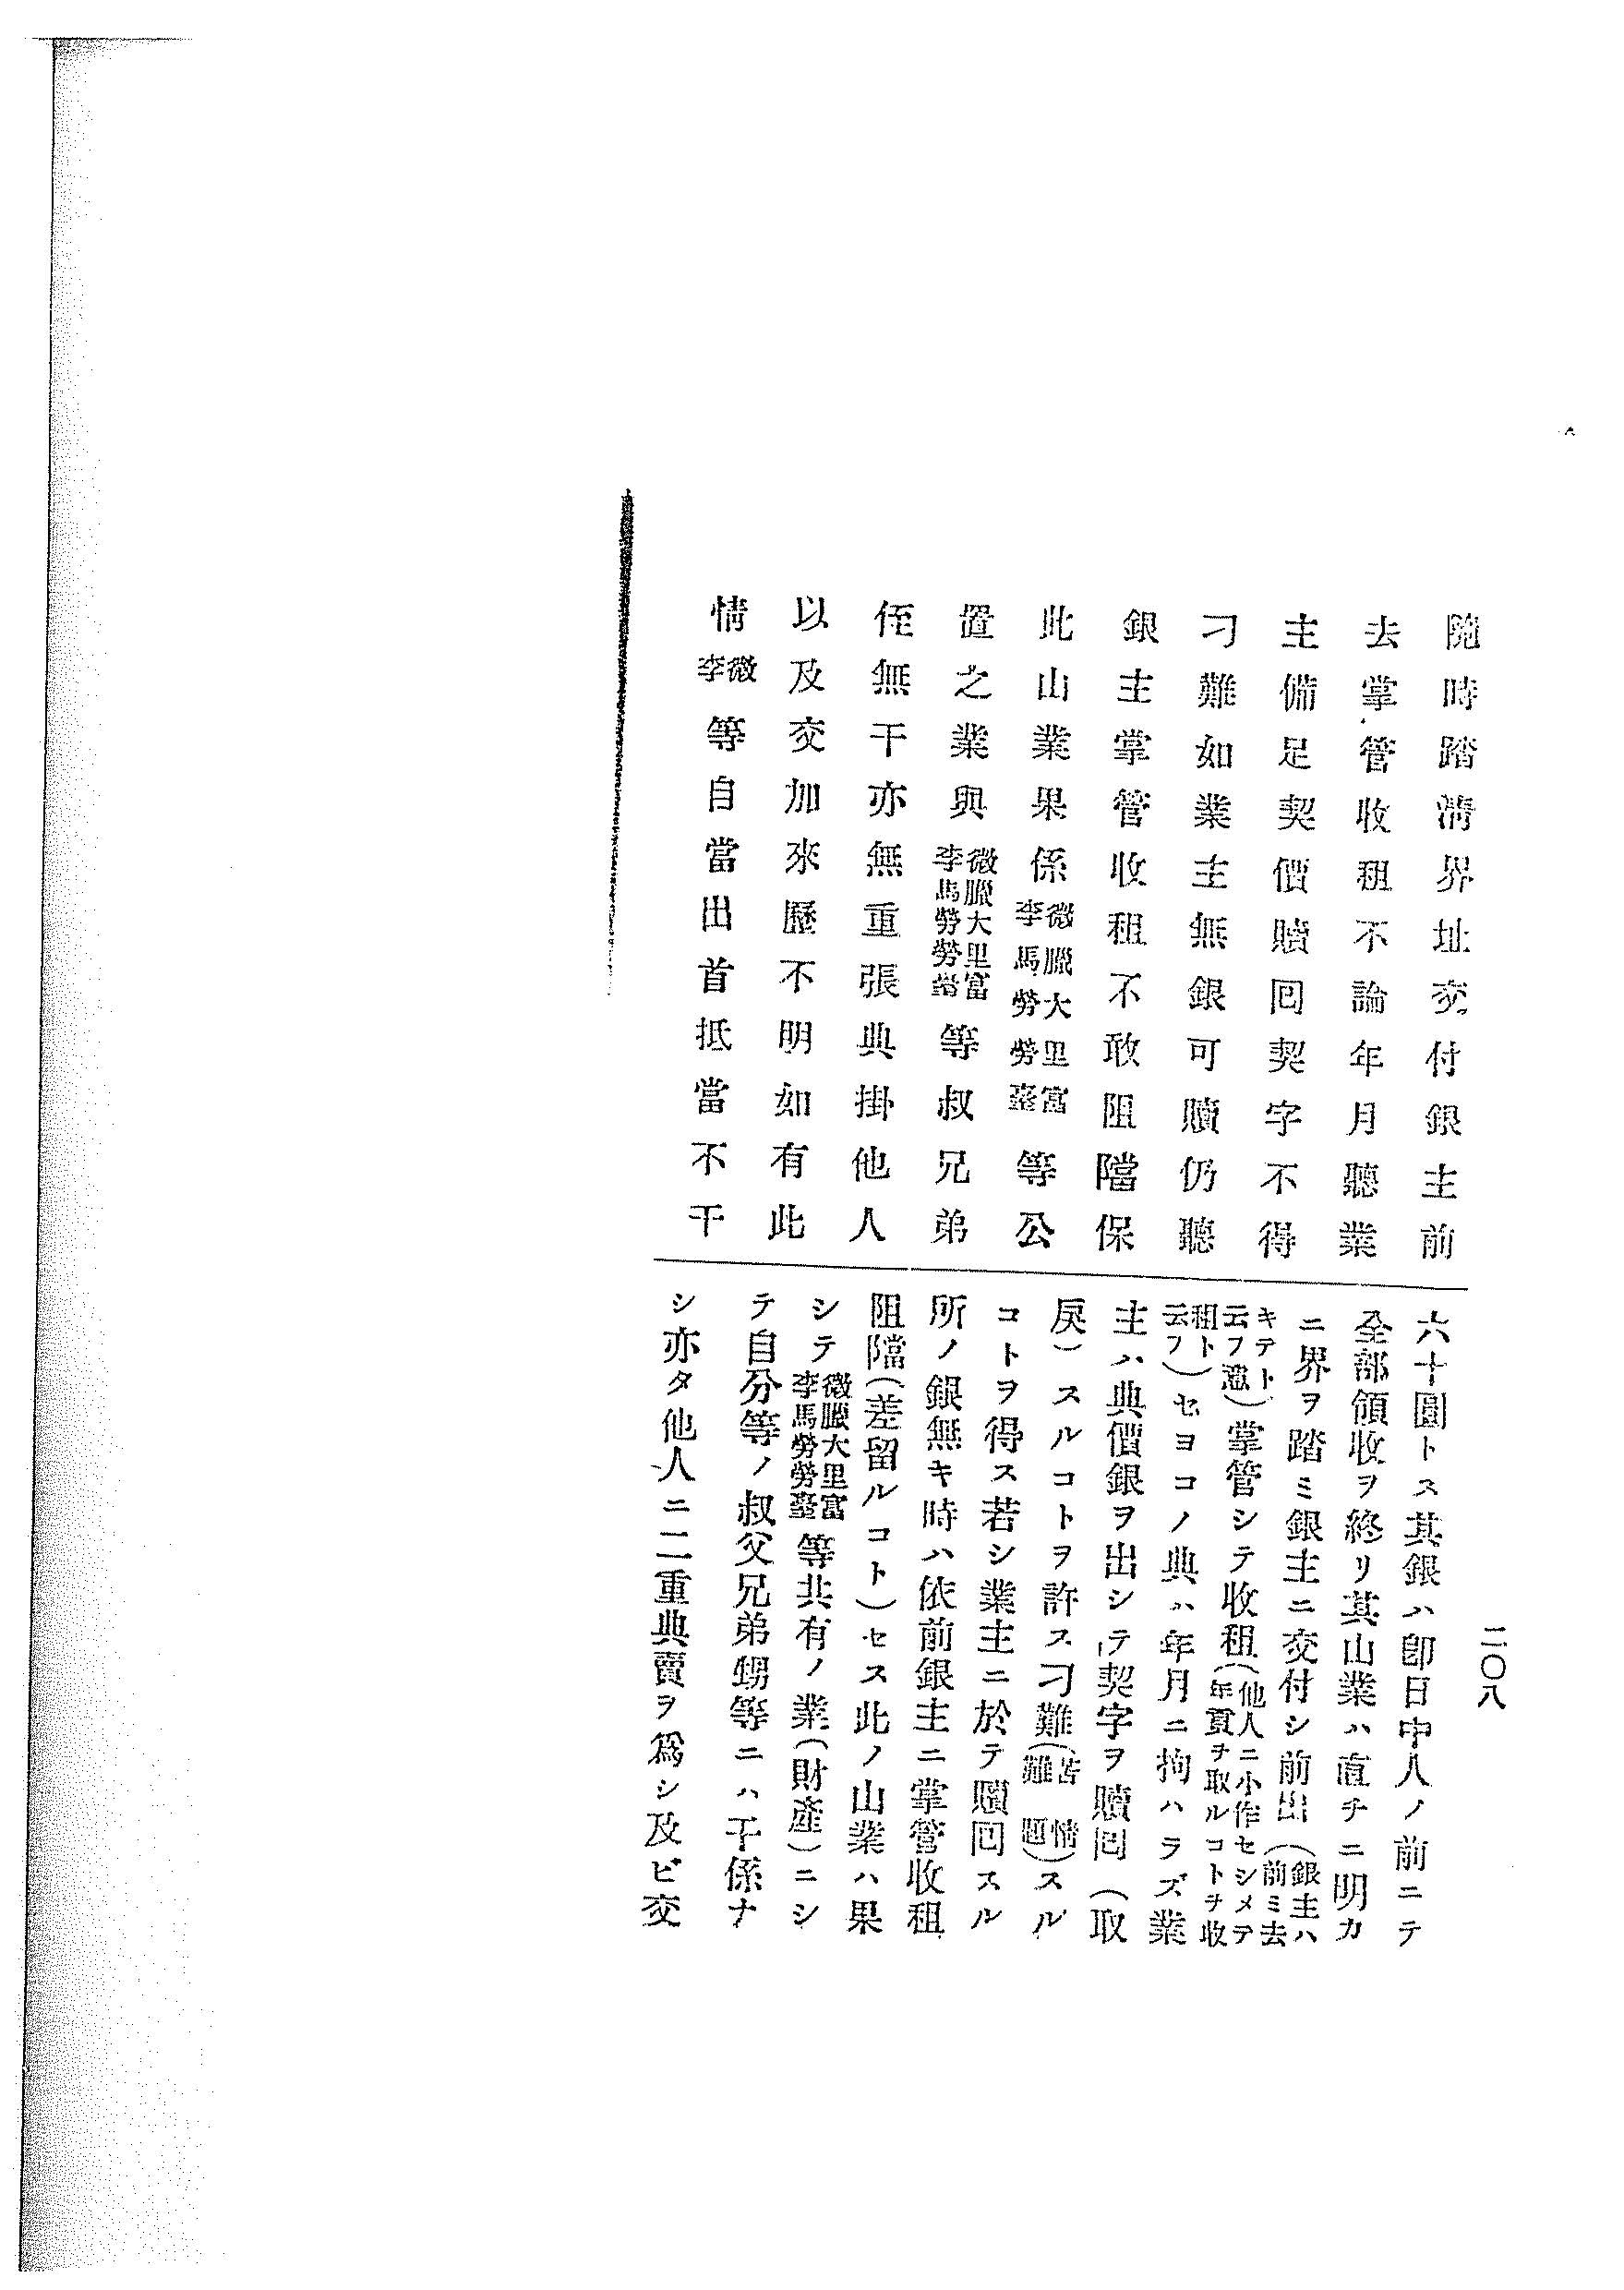 二〇八
隨時踏淸界址交付銀主前
去掌管收租不論年月聽業
主備足契價贖回契字不得
刁難如業主無銀可贖仍聽
銀主掌管收租不敢阻隌保
此山業果係微臘大里富李馬勞勞臺等公
置之業與微臘大里富李馬勞勞臺等叔兄弟
侄無干亦無重張典掛他人
以及交加來歷不明如有此
情微李等自當出首抵當不干
六十圓トス其銀ハ卽日中人ノ前ニテ
全部領收ヲ終リ其山業ハ直チニ明カ
ニ界ヲ踏ミ銀主ニ交付シ前出(銀主ハ前ミ去
キテト云フ意)掌管シテ收租(他人ニ小作セシメテ年貢ヲ取ルコトヲ收
租ト云フ)セヨコノ典ハ年月ニ拘ハラズ業
主ハ典價銀ヲ出シテ契字ヲ贖回(取
戾)スルコトヲ許ス刁難(苦情難題)スル
コトヲ得ス若シ業主ニ於テ贖回スル
所ノ銀無キ時ハ依前銀主ニ掌管收租
阻隌(差留ルコト)セス此ノ山業ハ果
シテ微臘大里富李馬勞勞臺等共有ノ業(財產)ニシ
テ自分等ノ叔父兄弟甥等ニハ干係ナ
シ亦タ他人ニ二重典賣ヲ爲シ及ビ交